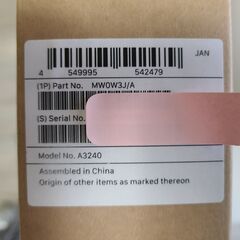 JAN
4 549995 542479
(1P) Part No. MW0W3J/A
(S) Serial No.
Model No. A3240
Assembled in China
Origin of other items as marked thereon